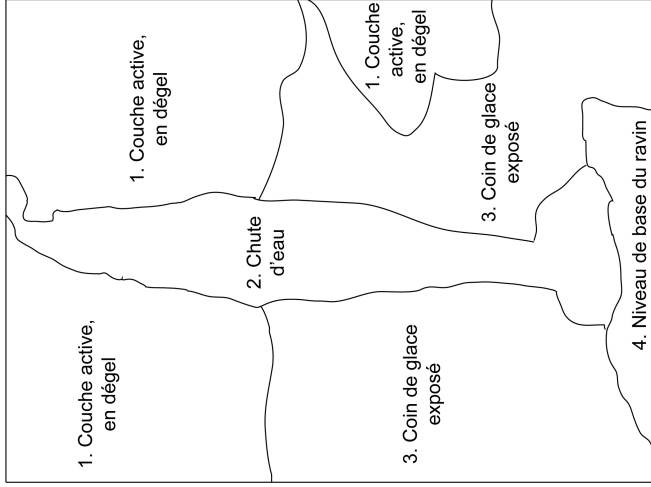 1. Couche active,
en dégel
1. Couche active,
en dégel
1. Couche
active,
en dégel
2. Chute
d’eau
3. Coin de glace
exposé
3. Coin de glace
exposé
4. Niveau de base du ravin